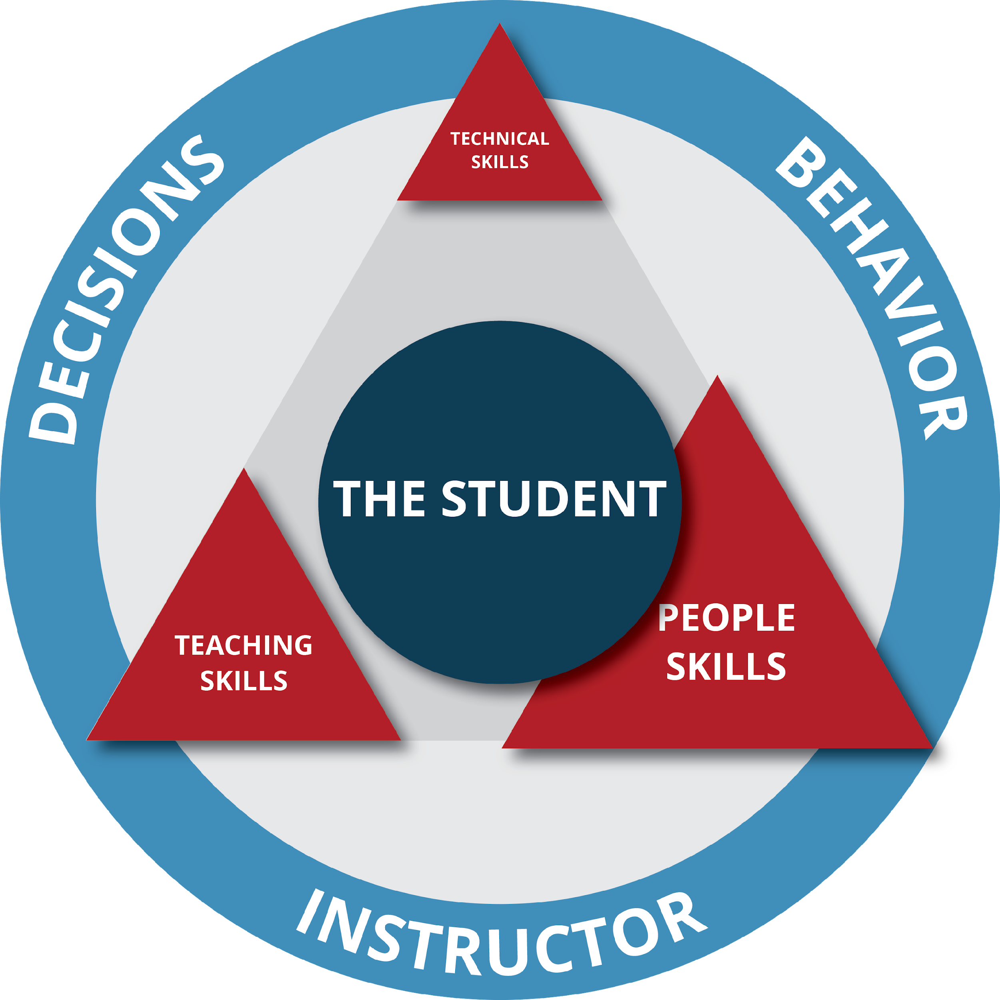 DECISIONS
BEHAVIOR
TECHNICAL
SKILLS
THE STUDENT
TEACHING
SKILLS
PEOPLE
SKILLS
INSTRUCTOR